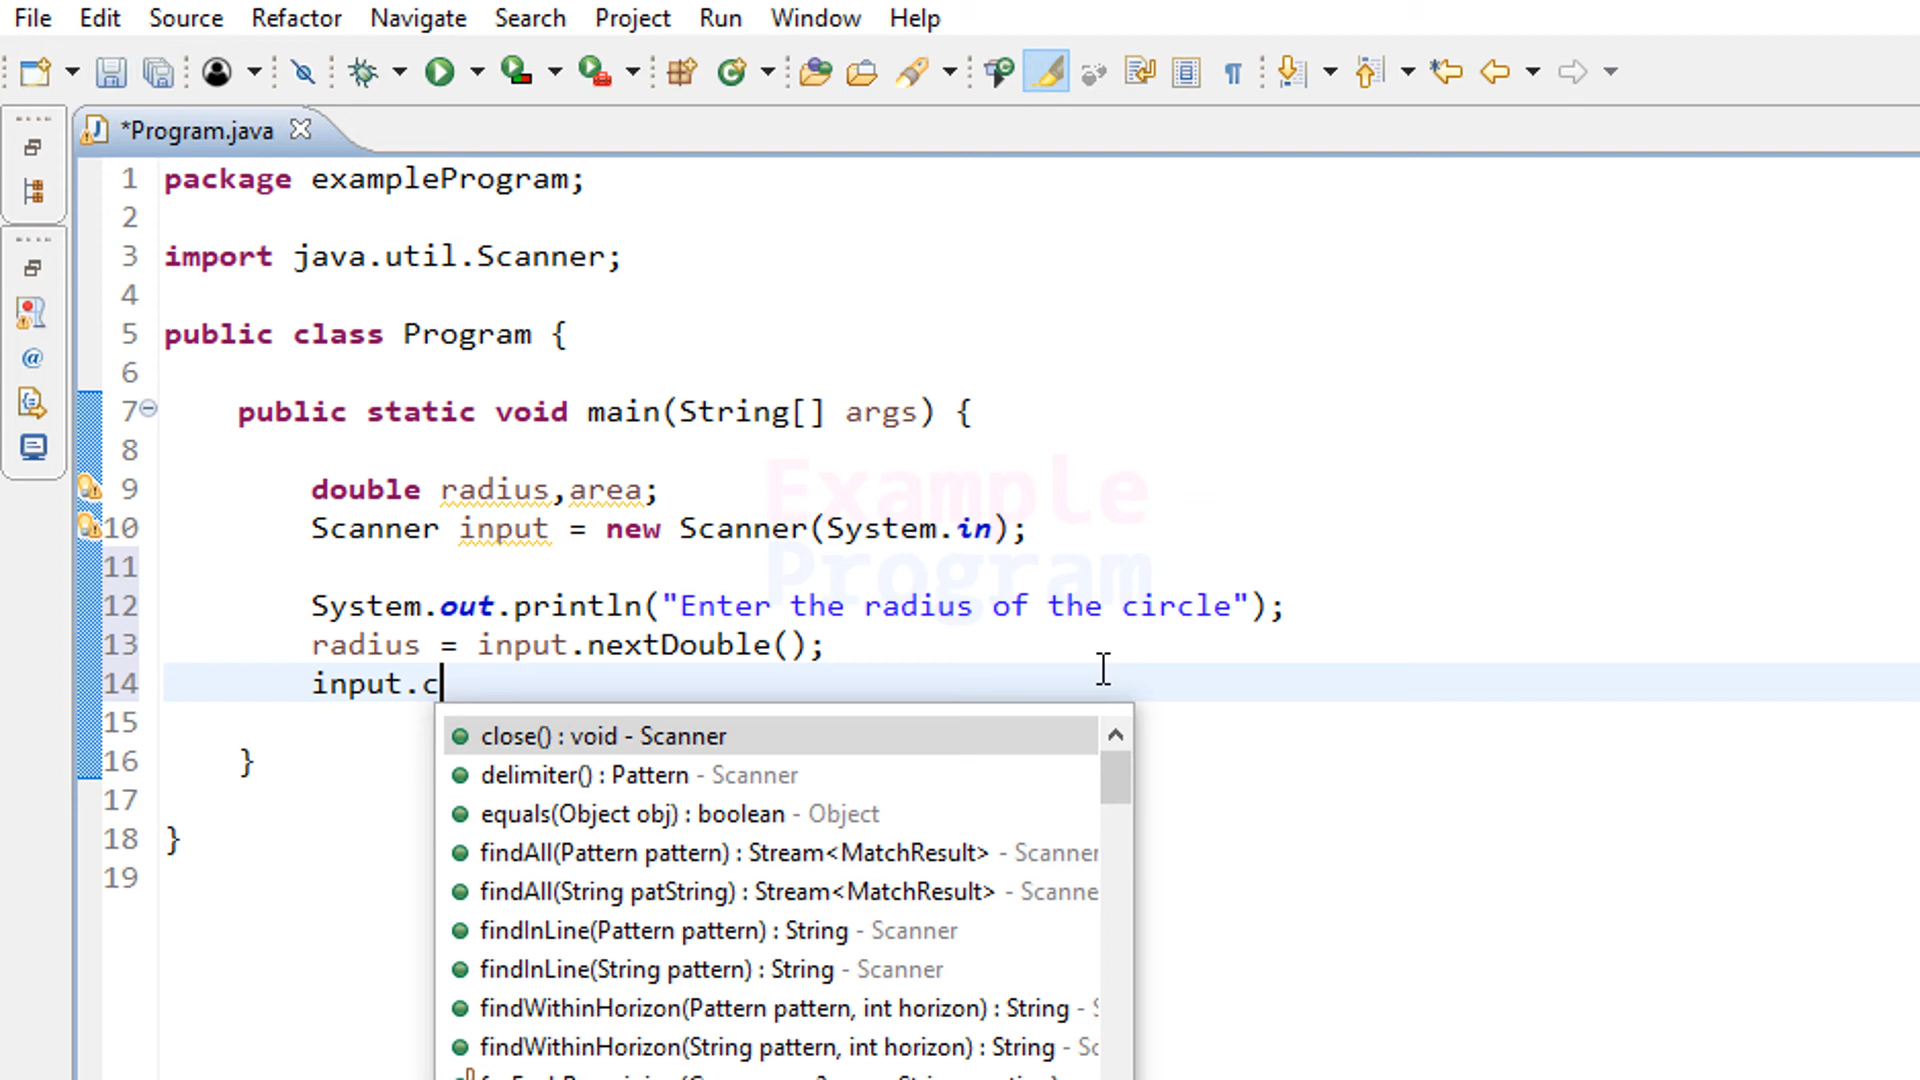 File Edit Source Refactor Navigate Search Project Run Window Help
*Program.java
1 package exampleProgram;
2
3 import java.util.Scanner;
4
5 public class Program {
6
7 public static void main(String[] args) {
8
9 double radius,area;
10 Scanner input = new Scanner(System.in);
11
12 System.out.println("Enter the radius of the circle");
13 radius = input.nextDouble();
14 input.c
15
16 }
17
18 }
19
Example
Program
close() : void - Scanner
delimiter() : Pattern - Scanner
equals(Object obj) : boolean - Object
findAll(Pattern pattern) : Stream<MatchResult> - Scanner
findAll(String patString) : Stream<MatchResult> - Scanne
findInLine(Pattern pattern) : String - Scanner
findInLine(String pattern) : String - Scanner
findWithinHorizon(Pattern pattern, int horizon) : String - S
findWithinHorizon(String pattern, int horizon) : String - Sc